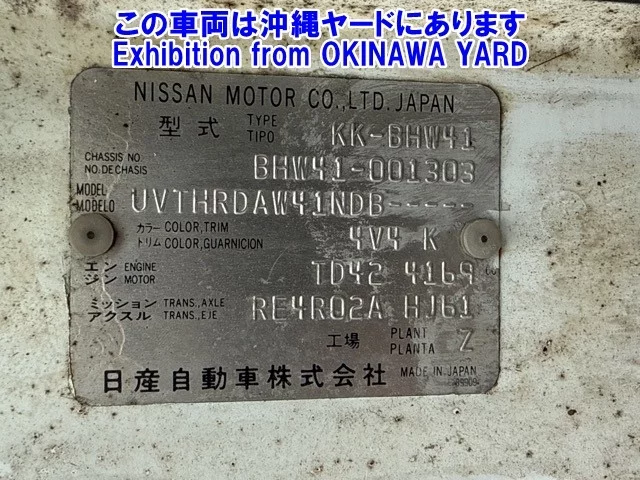 この車両は沖縄ヤードにあります
Exhibition from OKINAWA YARD
NISSAN MOTOR CO.,LTD. JAPAN
型式 TYPE TIPO KK-BHW41
CHASSIS NO. NO.DE CHASIS BHW41-001303
MODEL MODELO UVTHRDAW41NDB-----
カラー COLOR,TRIM トリム COLOR,GUARNICION 4V4 K
エンジン ENGINE MOTOR TD42 4169 cc
ミッション TRANS.,AXLE アクスル TRANS.,EJE RE4R02A HJ61
工場 PLANT PLANTA Z
日産自動車株式会社 MADE IN JAPAN